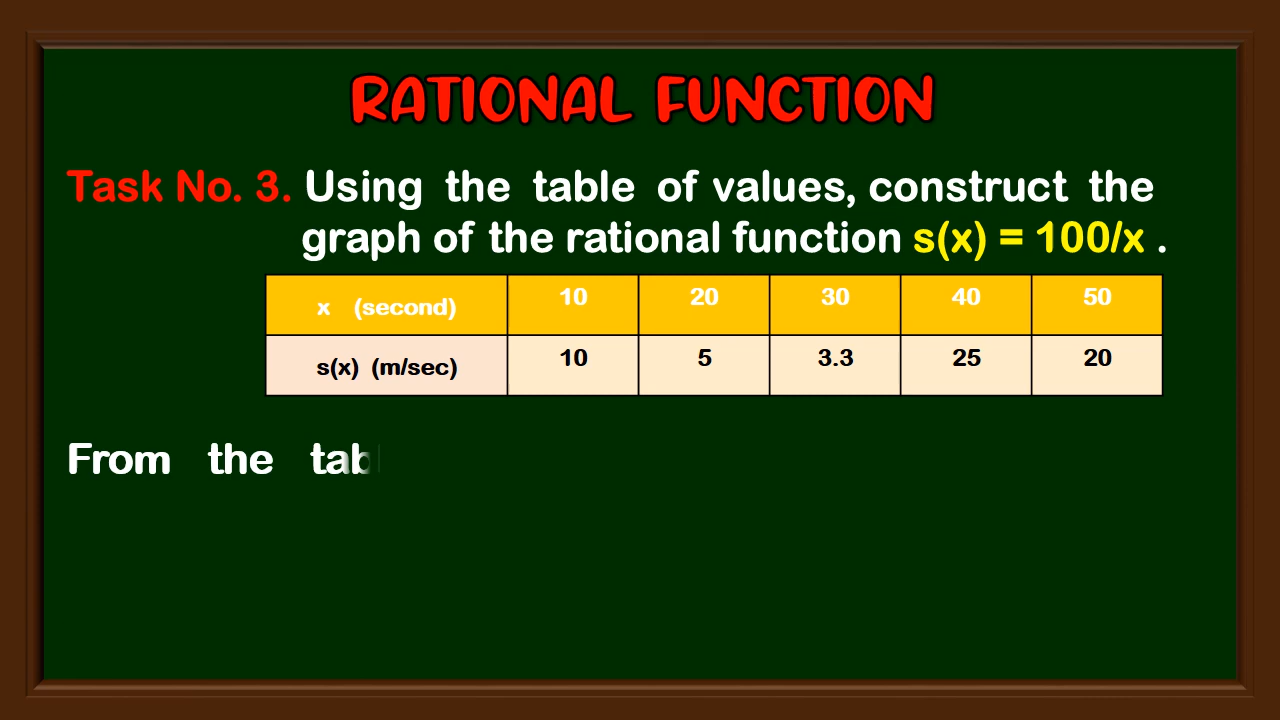 RATIONAL FUNCTION
Task No. 3. Using the table of values, construct the
graph of the rational function s(x) = 100/x .
x (second) 10 20 30 40 50
s(x) (m/sec) 10 5 3.3 25 20
From the tab